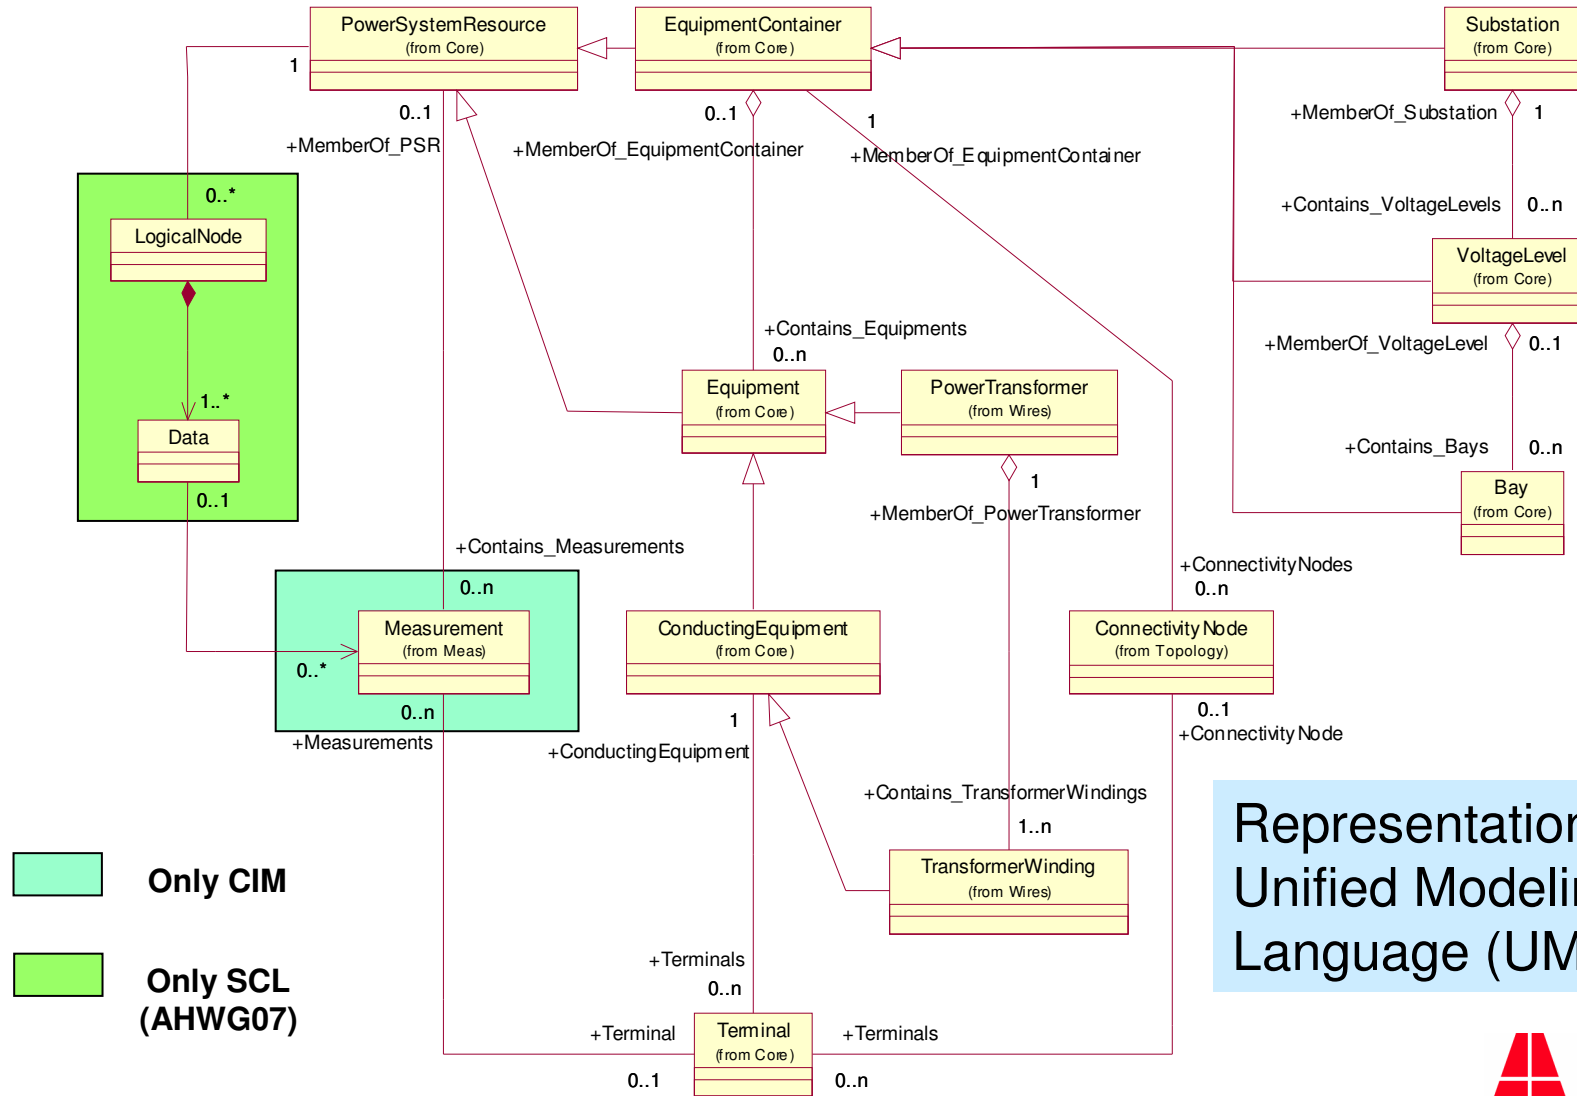 PowerSystemResource
(from Core)
EquipmentContainer
(from Core)
Substation
(from Core)
1
0..1
+MemberOf_PSR
0..1
+MemberOf_EquipmentContainer
1
+MemberOf_EquipmentContainer
+MemberOf_Substation
1
0..*
LogicalNode
+Contains_VoltageLevels
0..n
VoltageLevel
(from Core)
+Contains_Equipments
0..n
+MemberOf_VoltageLevel
0..1
1..*
Data
0..1
Equipment
(from Core)
PowerTransformer
(from Wires)
1
+MemberOf_PowerTransformer
+Contains_Bays
0..n
Bay
(from Core)
+Contains_Measurements
0..n
+ConnectivityNodes
0..n
Measurement
(from Meas)
0..*
0..n
+Measurements
ConductingEquipment
(from Core)
1
+ConductingEquipment
ConnectivityNode
(from Topology)
0..1
+ConnectivityNode
+Contains_TransformerWindings
1..n
TransformerWinding
(from Wires)
Representation
Unified Modelin
Language (UM
Only CIM
Only SCL
(AHWG07)
+Terminals
0..n
+Terminal
0..1
Terminal
(from Core)
+Terminals
0..n